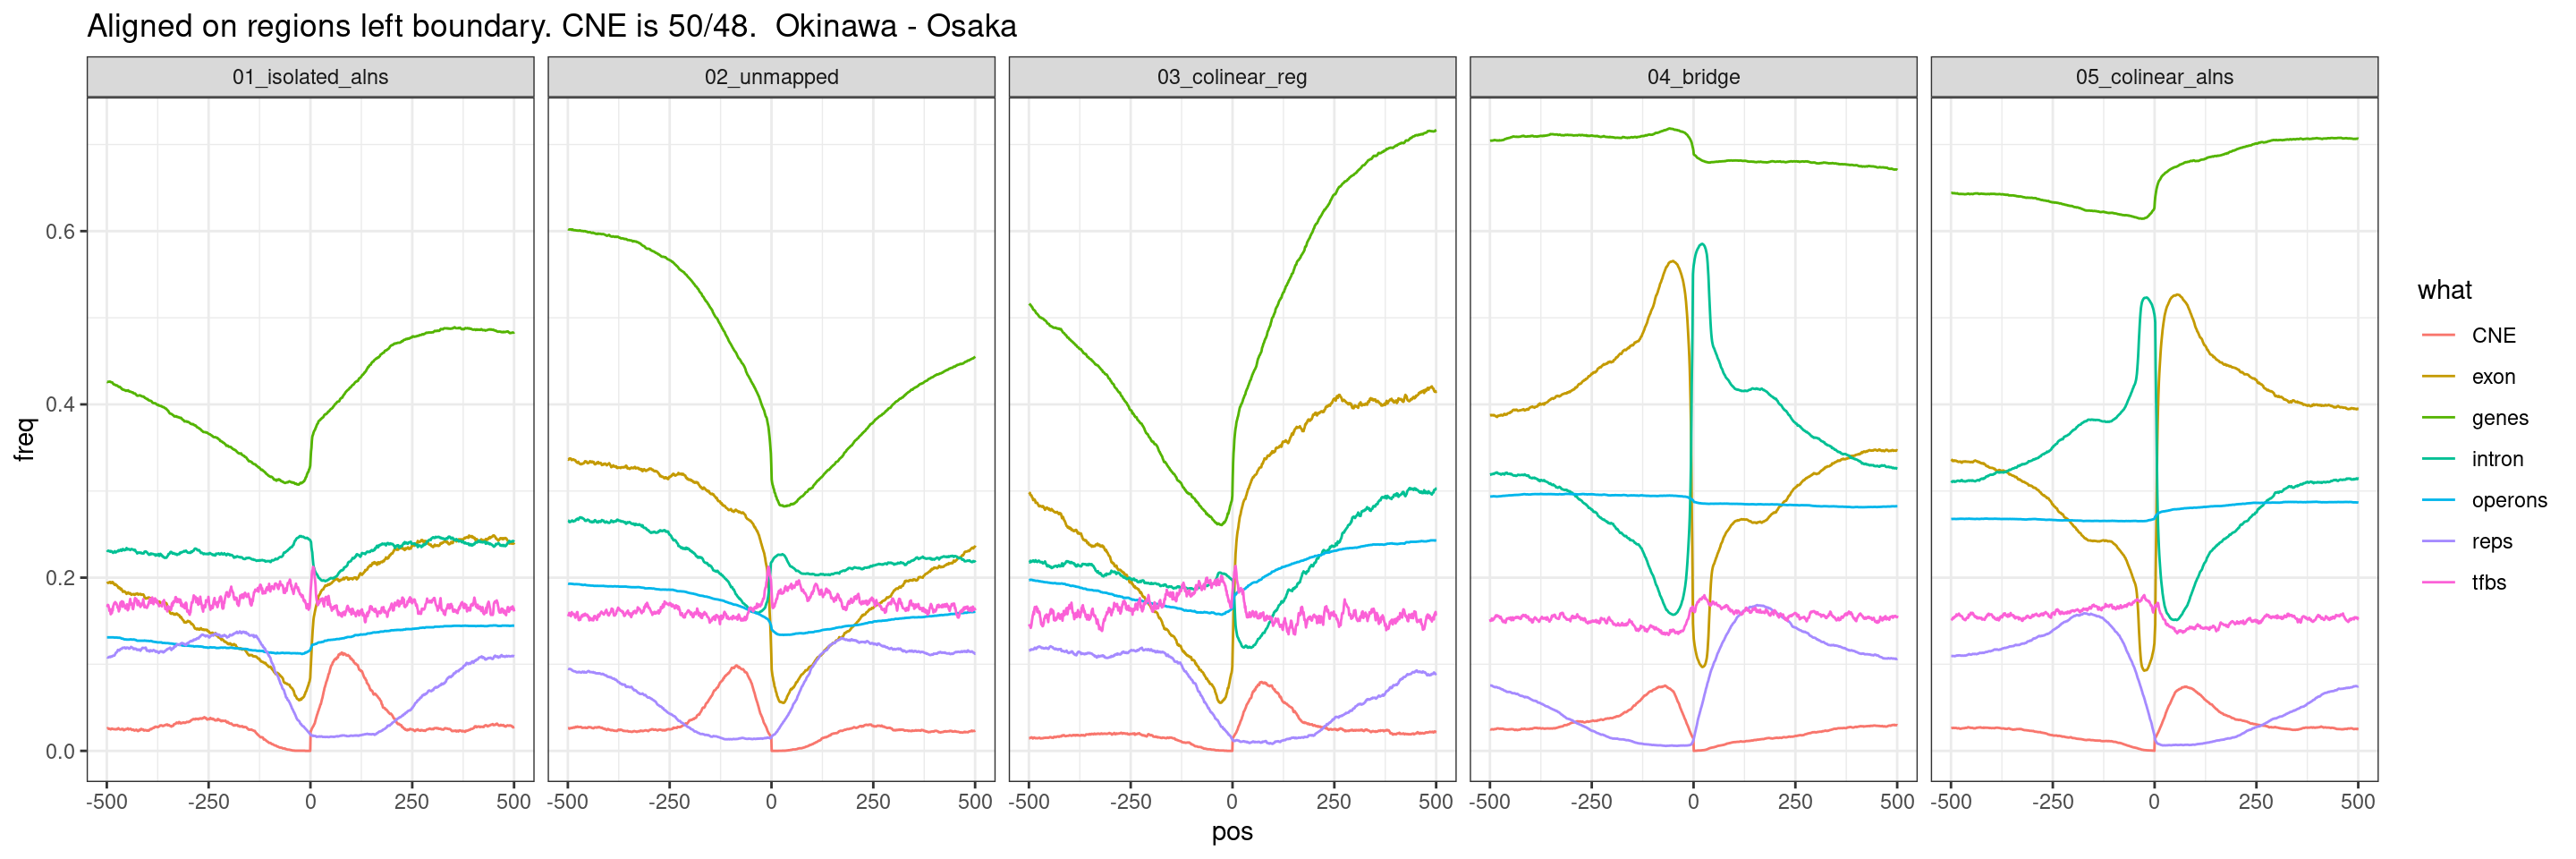 Aligned on regions left boundary. CNE is 50/48.  Okinawa - Osaka
01_isolated_alns 02_unmapped 03_colinear_reg 04_bridge 05_colinear_alns
freq
0.6
0.4
0.2
0.0
-500 -250 0 250 500 -500 -250 0 250 500 -500 -250 0 250 500 -500 -250 0 250 500 -500 -250 0 250 500
pos
what
CNE
exon
genes
intron
operons
reps
tfbs